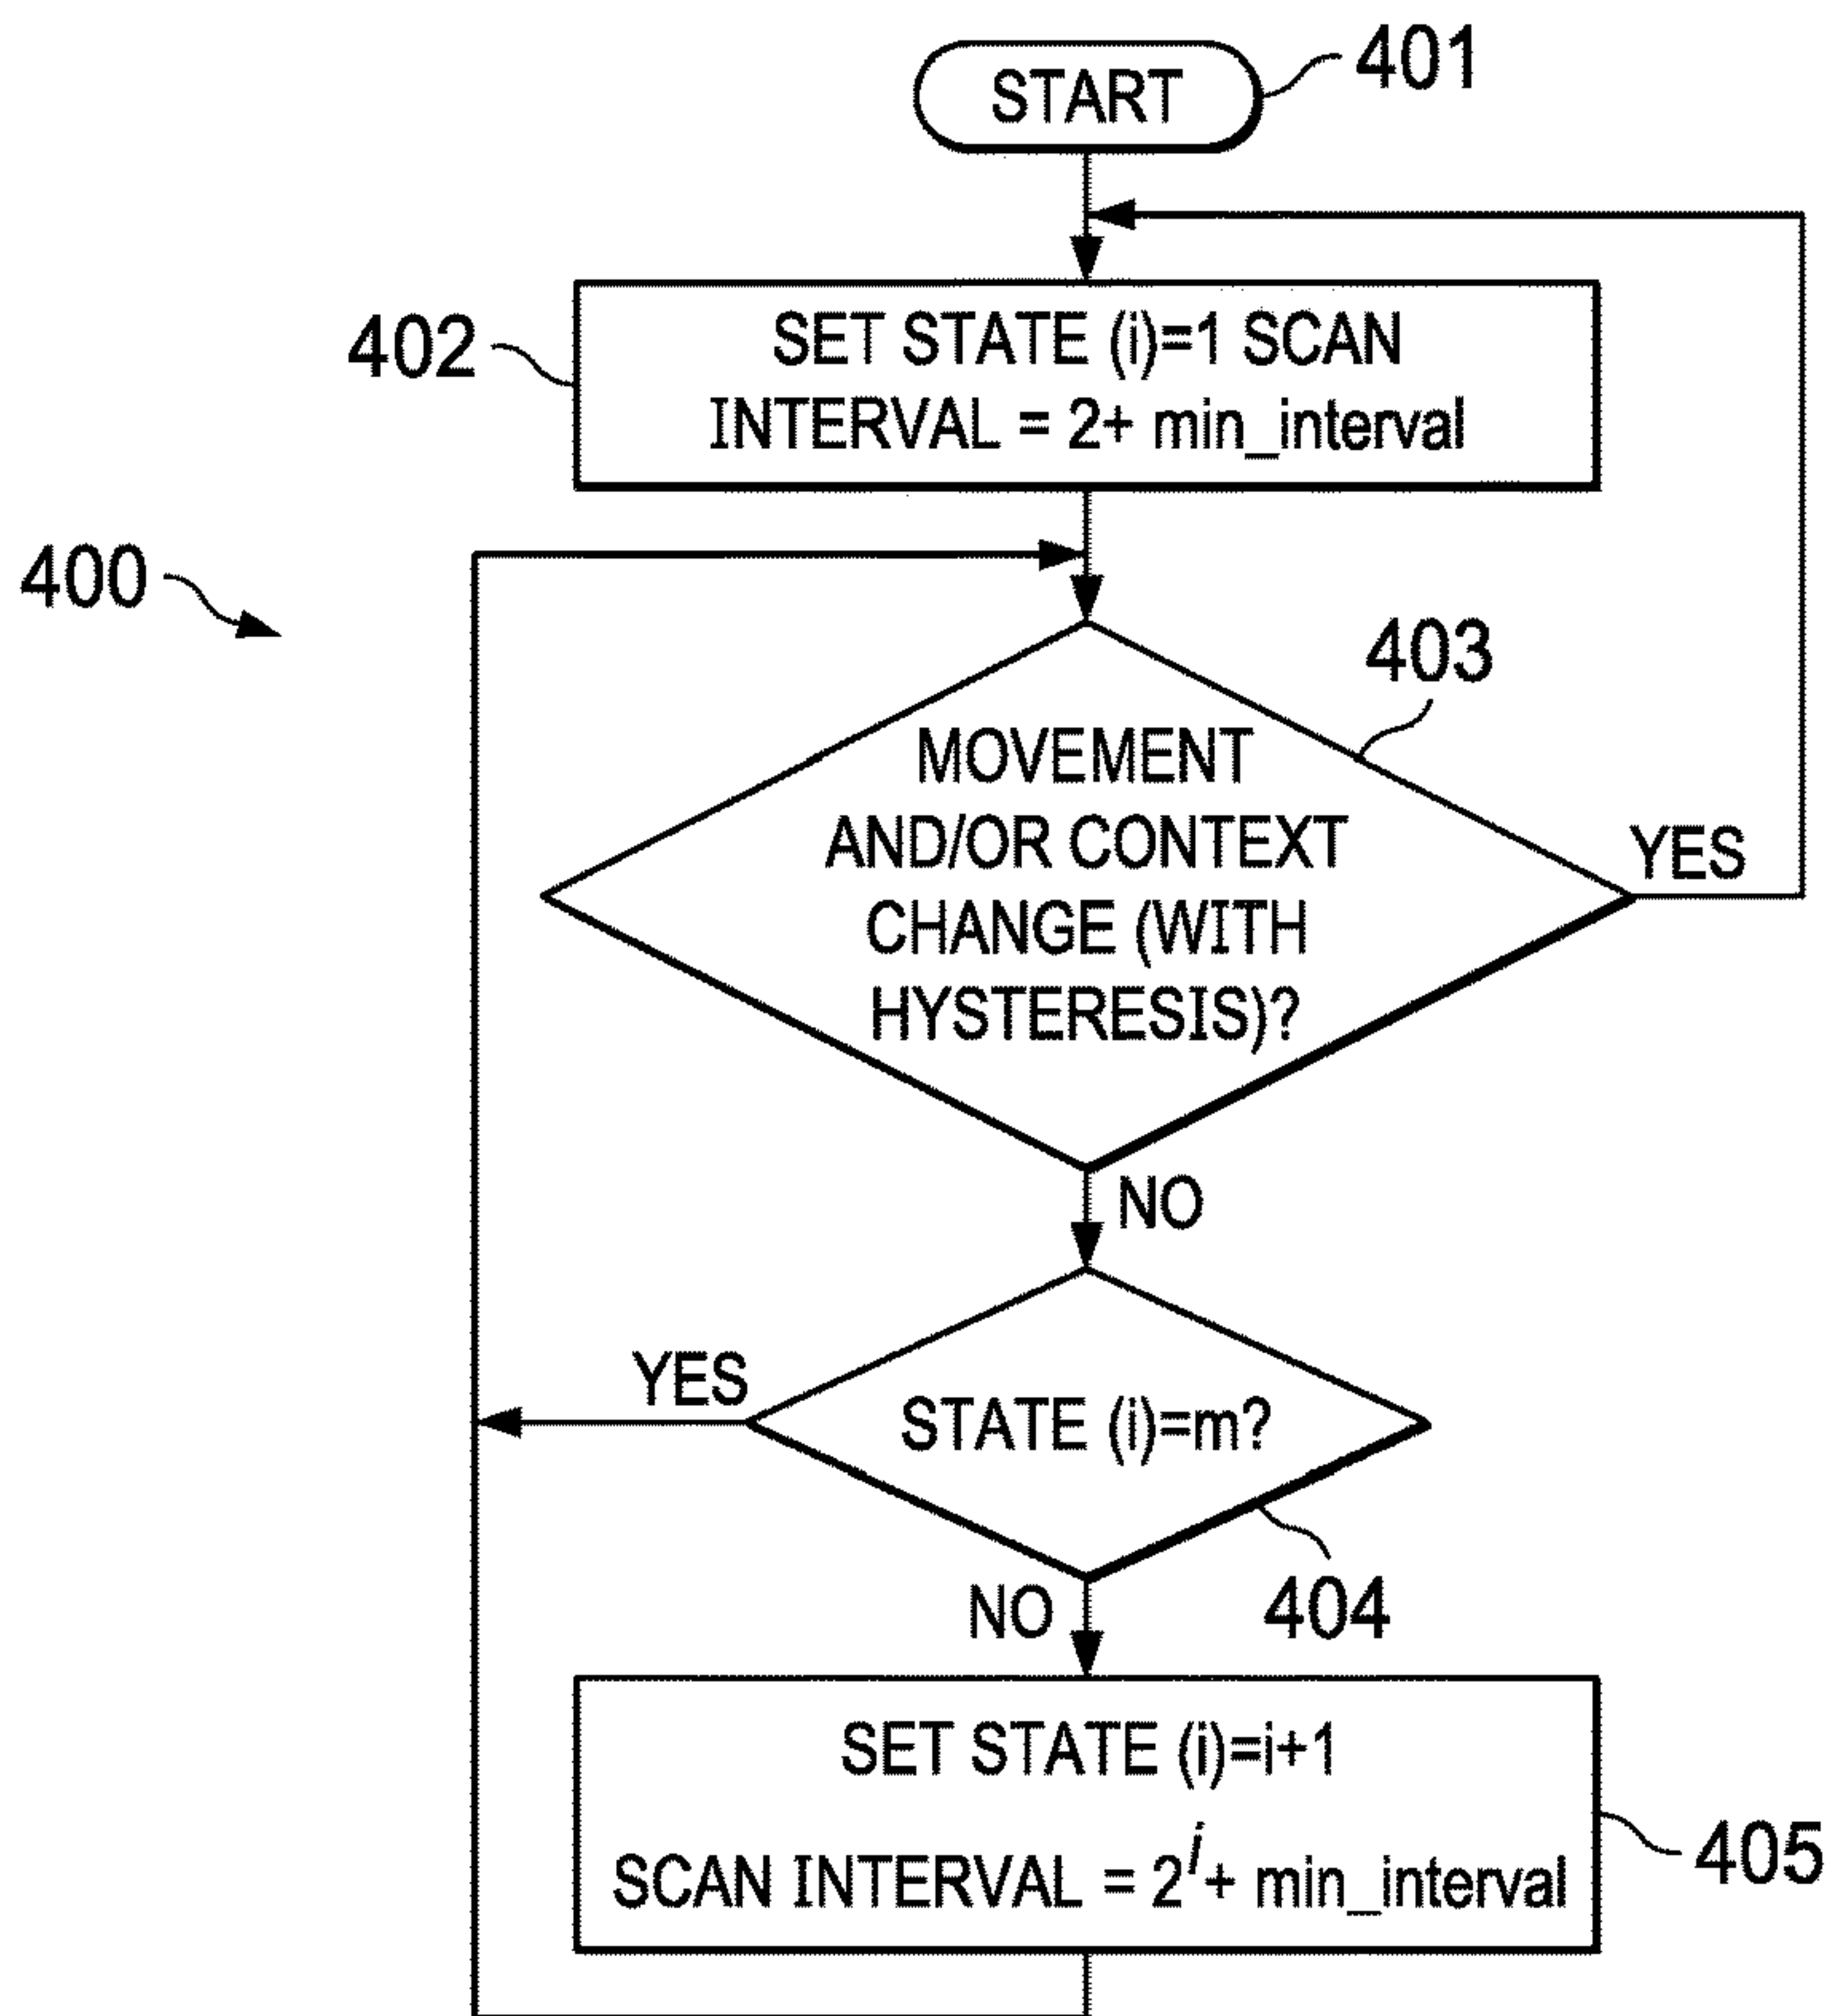 START
401
402
SET STATE (i)=1 SCAN
INTERVAL = 2+ min_interval
400
403
MOVEMENT
AND/OR CONTEXT
CHANGE (WITH
HYSTERESIS)?
YES
NO
YES
STATE (i)=m?
404
NO
SET STATE (i)=i+1
SCAN INTERVAL = 2^i + min_interval
405